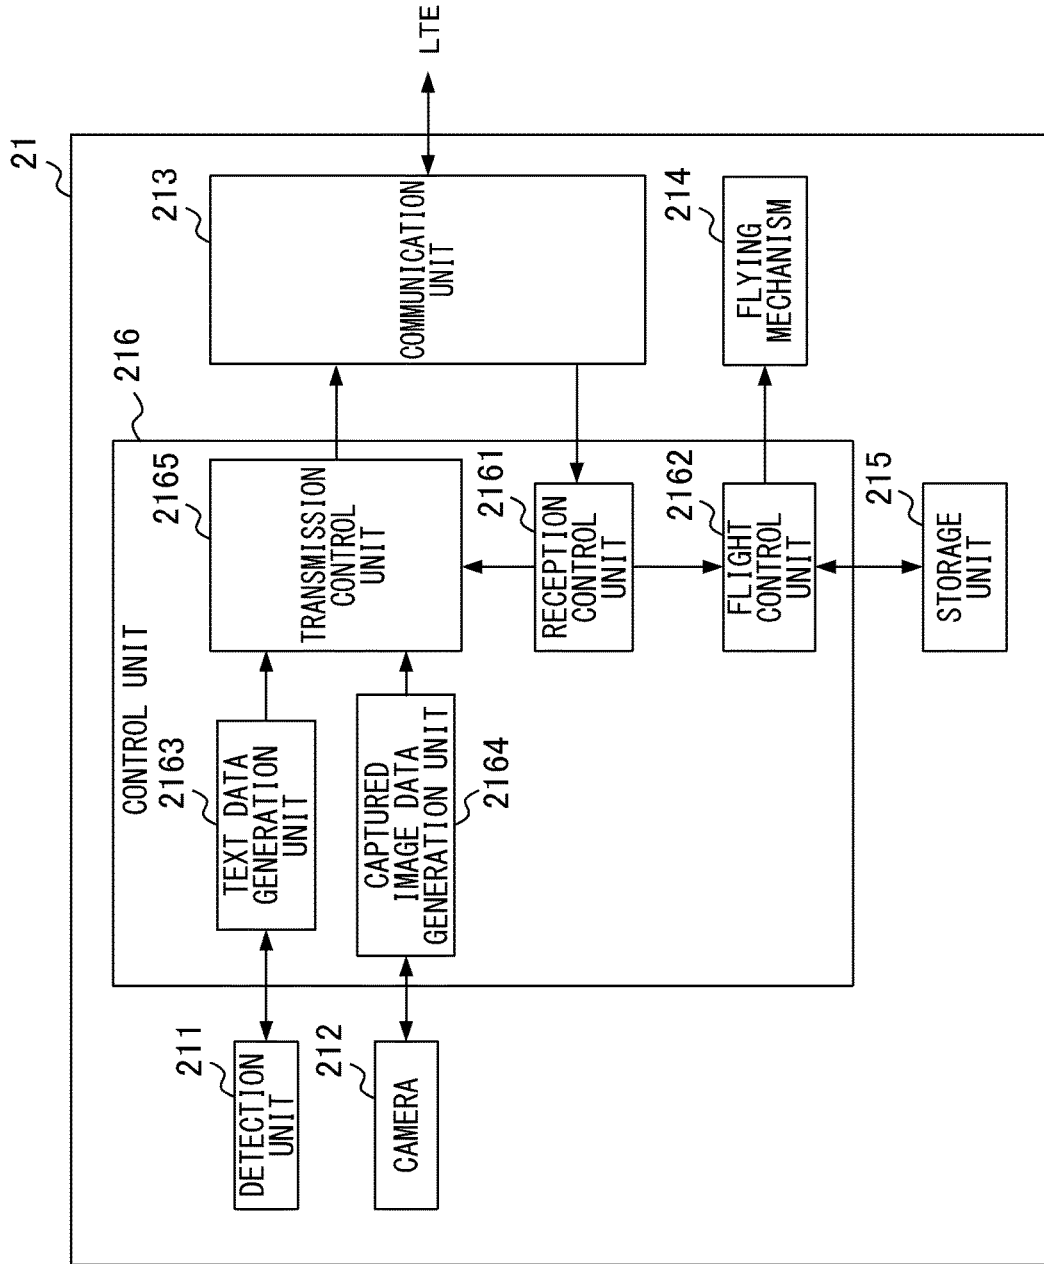 21
216
CONTROL UNIT
211
DETECTION
UNIT
2163
TEXT DATA
GENERATION
UNIT
2165
TRANSMISSION
CONTROL
UNIT
213
COMMUNICATION
UNIT
LTE
212
CAMERA
CAPTURED
IMAGE DATA
GENERATION UNIT
2164
2161
RECEPTION
CONTROL
UNIT
2162
FLIGHT
CONTROL
UNIT
214
FLYING
MECHANISM
215
STORAGE
UNIT